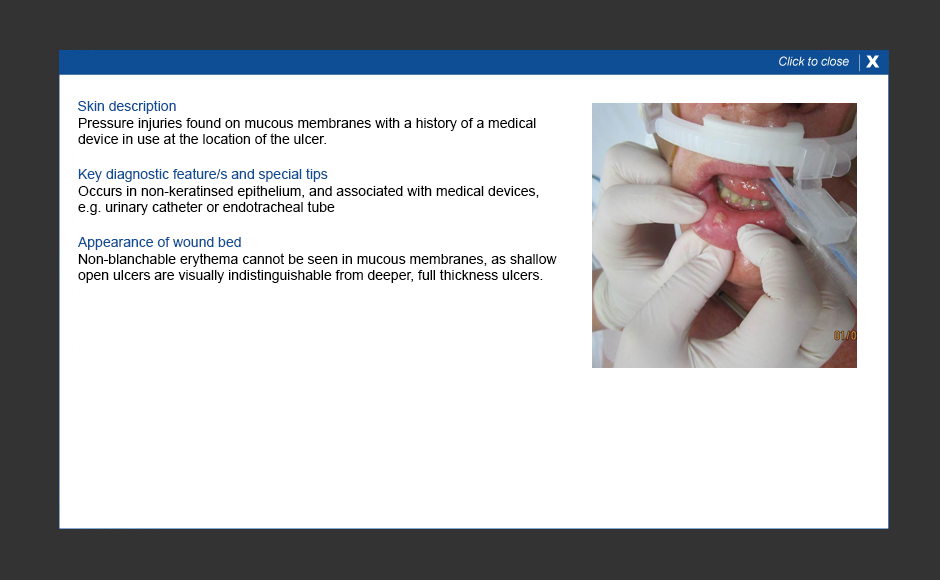 Click to close X
Skin description
Pressure injuries found on mucous membranes with a history of a medical
device in use at the location of the ulcer.
Key diagnostic feature/s and special tips
Occurs in non-keratinsed epithelium, and associated with medical devices,
e.g. urinary catheter or endotracheal tube
Appearance of wound bed
Non-blanchable erythema cannot be seen in mucous membranes, as shallow
open ulcers are visually indistinguishable from deeper, full thickness ulcers.
01/0